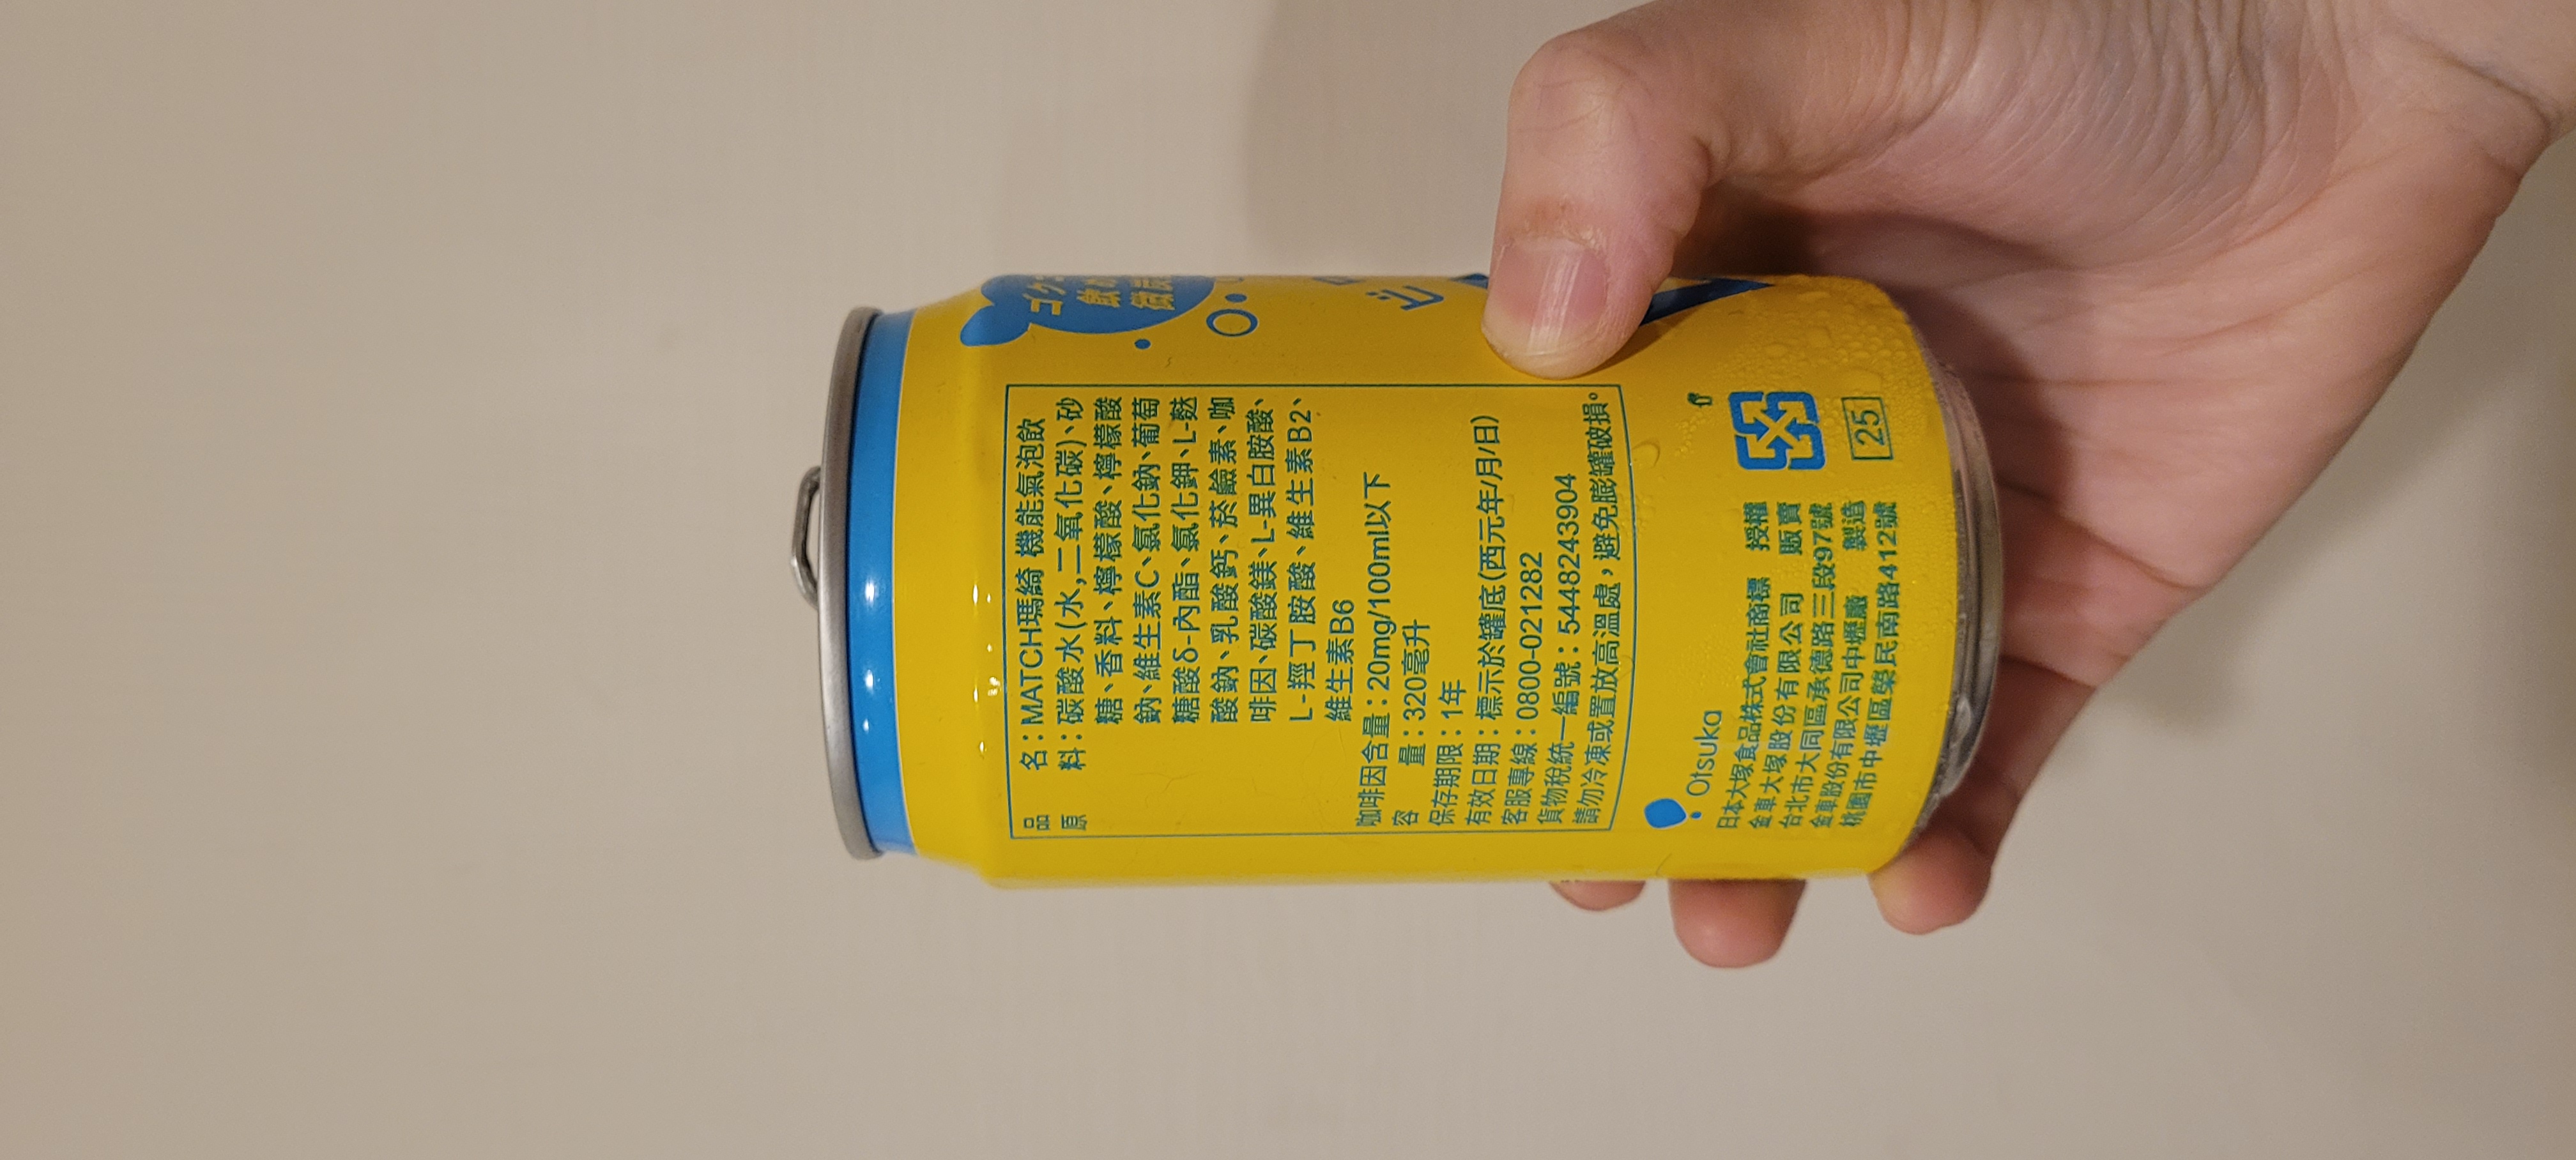 品名：MATCH瑪綺 機能氣泡飲
原料：碳酸水(水,二氧化碳)、砂
糖、香料、檸檬酸、檸檬酸
鈉、維生素C、氯化鈉、葡萄
糖酸δ-內酯、氯化鉀、L-麩
酸鈉、乳酸鈣、菸鹼素、咖
啡因、碳酸鎂、L-異白胺酸、
L-羥丁胺酸、維生素B2、
維生素B6
咖啡因含量：20mg/100ml以下
容量：320毫升
保存期限：1年
有效日期：標示於罐底(西元年/月/日)
客服專線：0800-021282
貨物稅統一編號：54482243904
請勿冷凍或置放高溫處，避免膨罐破損。
Otsuka
日本大塚食品株式會社商標 授權
金車大塚股份有限公司 販賣
台北市大同區承德路三段97號
金車股份有限公司中壢廠 製造
桃園市中壢區榮民南路412號
25